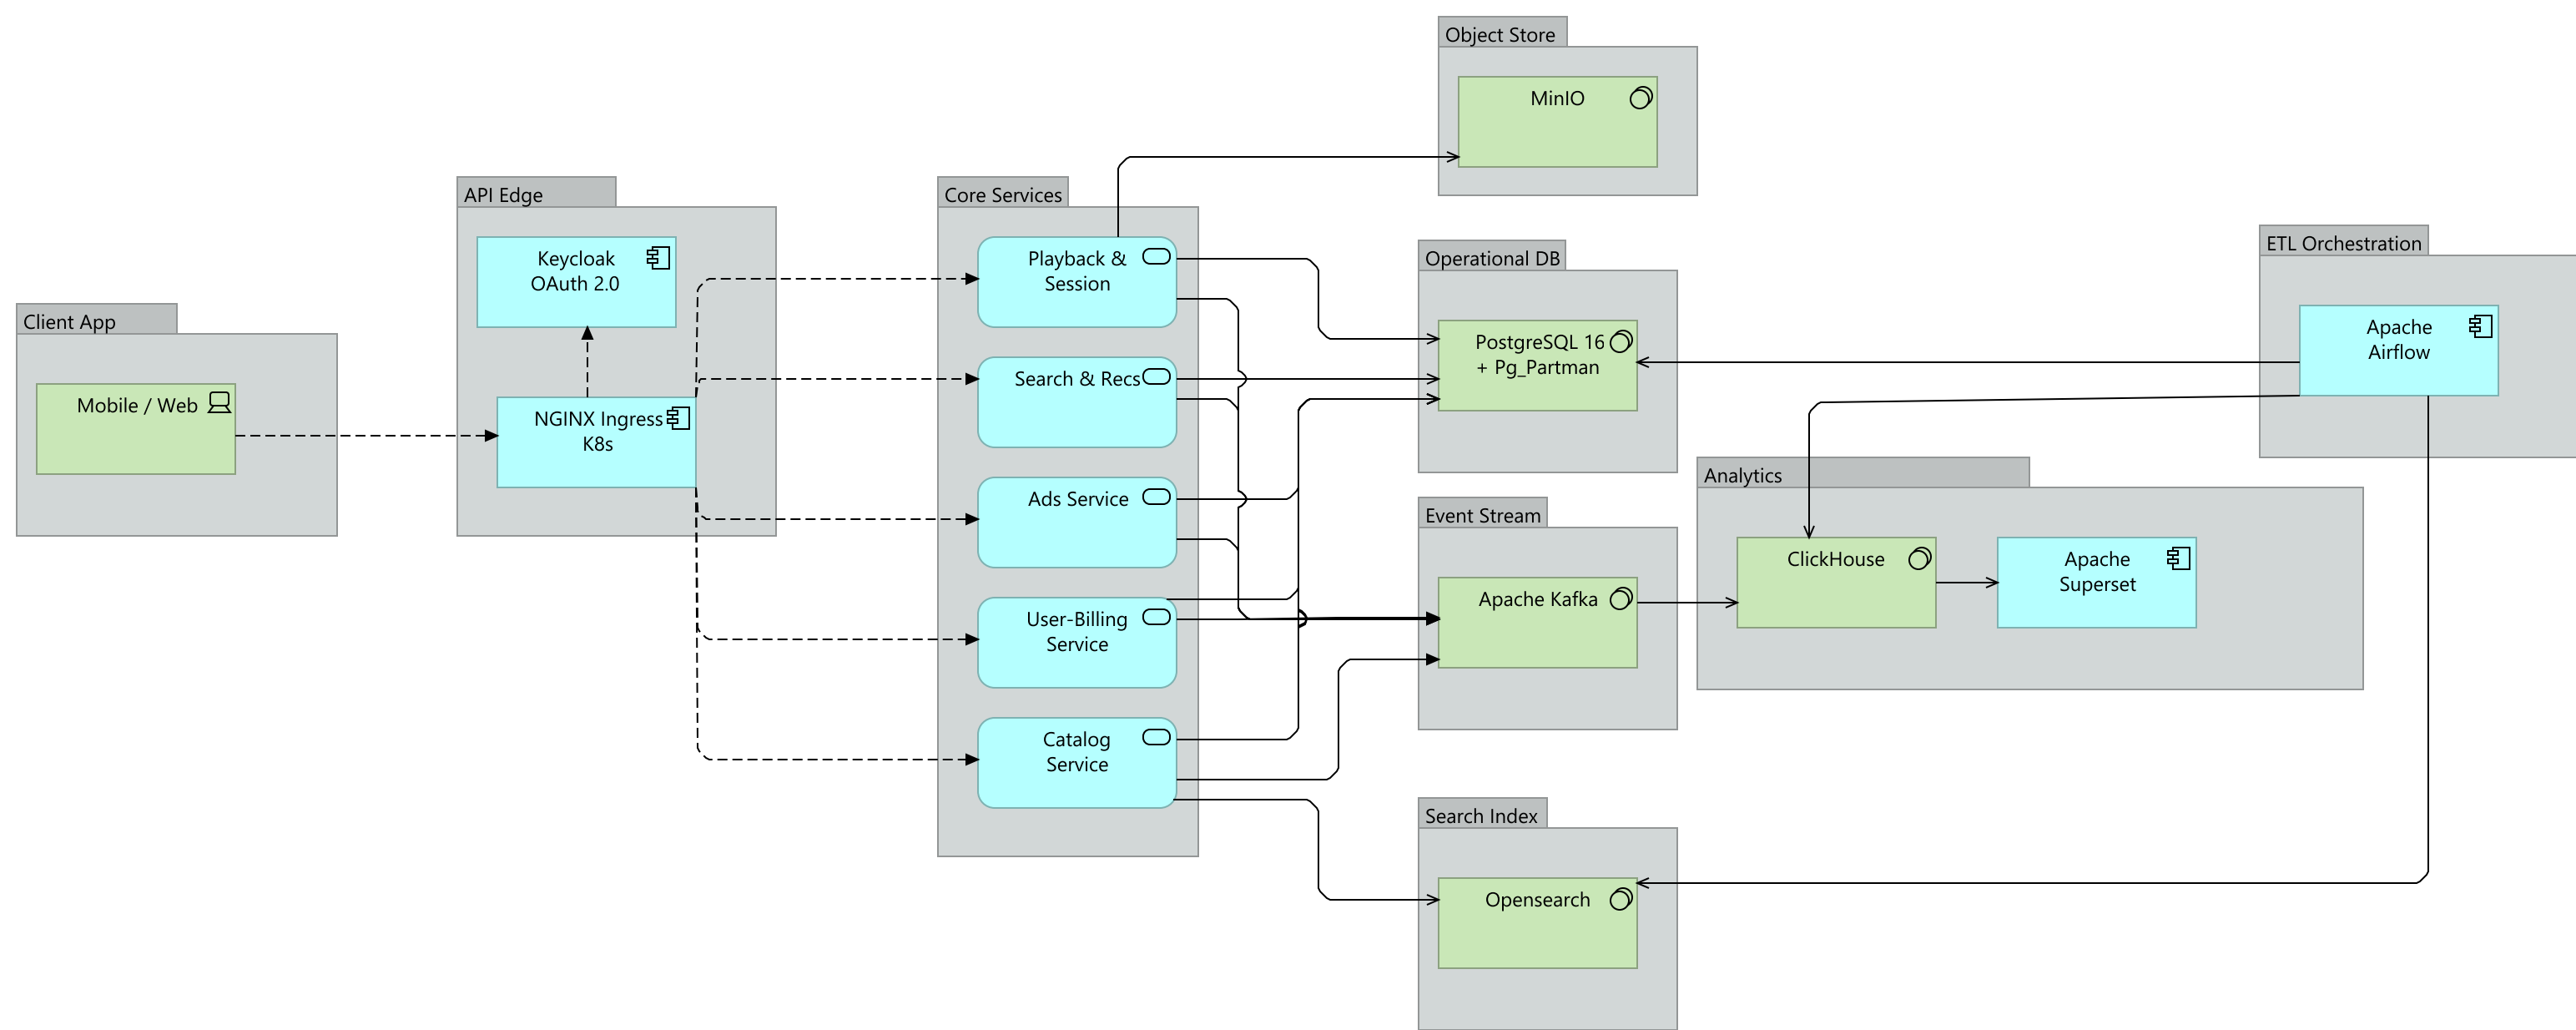 Object Store
MinIO
API Edge
Keycloak
OAuth 2.0
NGINX Ingress
K8s
Client App
Mobile / Web
Core Services
Playback &
Session
Search & Recs
Ads Service
User-Billing
Service
Catalog
Service
Operational DB
PostgreSQL 16
+ Pg_Partman
Event Stream
Apache Kafka
Search Index
Opensearch
Analytics
ClickHouse
Apache
Superset
ETL Orchestration
Apache
Airflow